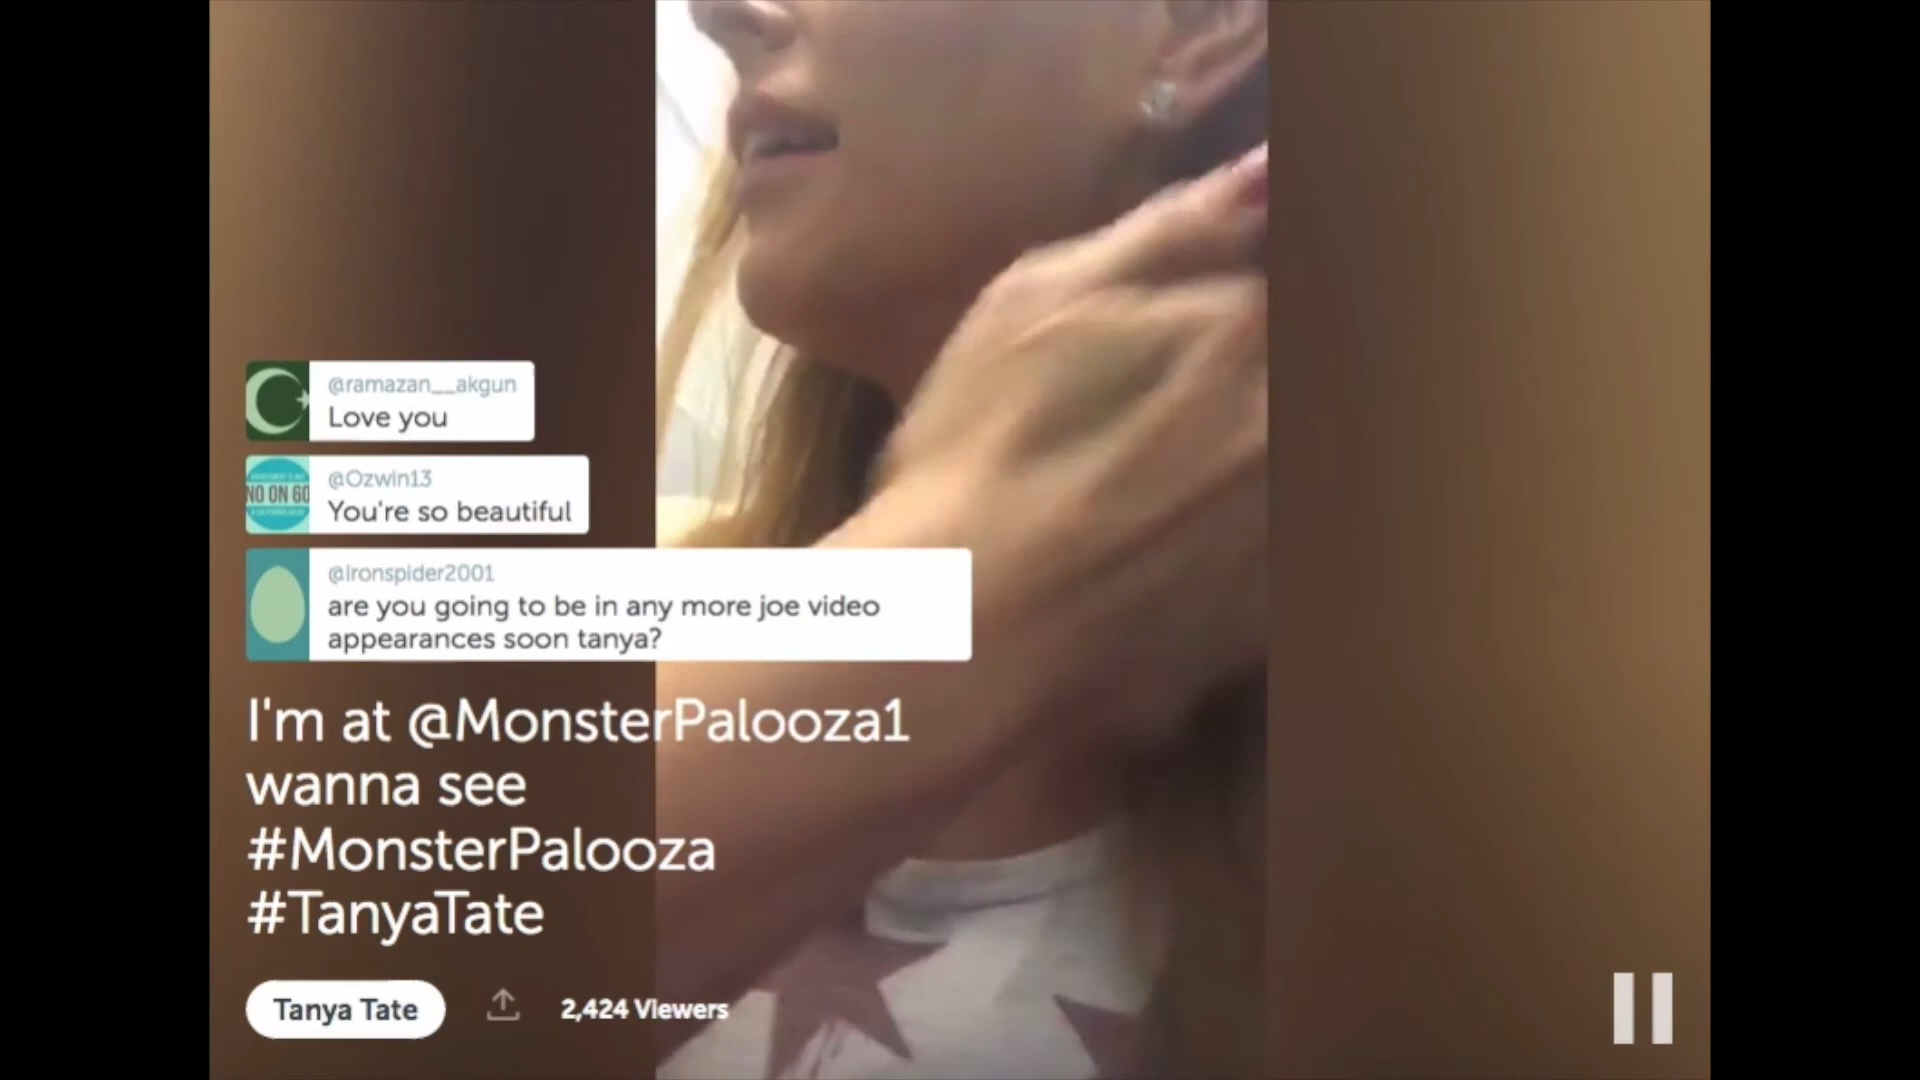 @ramazan__akgun
Love you
NO ON 60
@Ozwin13
You're so beautiful
@ironspider2001
are you going to be in any more joe video
appearances soon tanya?
I'm at @MonsterPalooza1
wanna see
#MonsterPalooza
#TanyaTate
Tanya Tate
2,424 Viewers